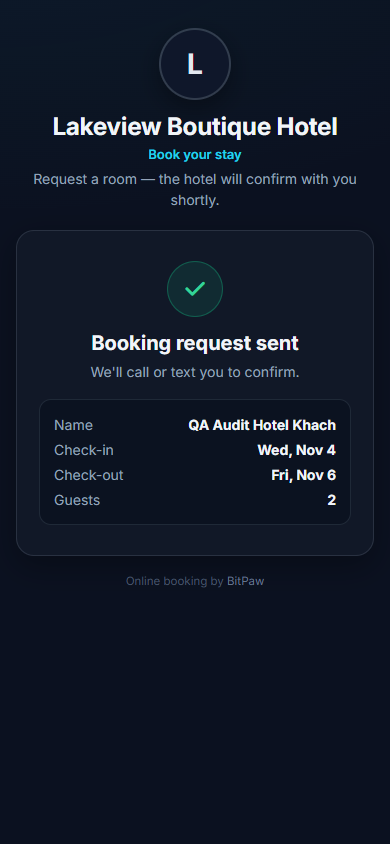 L
Lakeview Boutique Hotel
Book your stay
Request a room — the hotel will confirm with you
shortly.
Booking request sent
We'll call or text you to confirm.
Name QA Audit Hotel Khach
Check-in Wed, Nov 4
Check-out Fri, Nov 6
Guests 2
Online booking by BitPaw